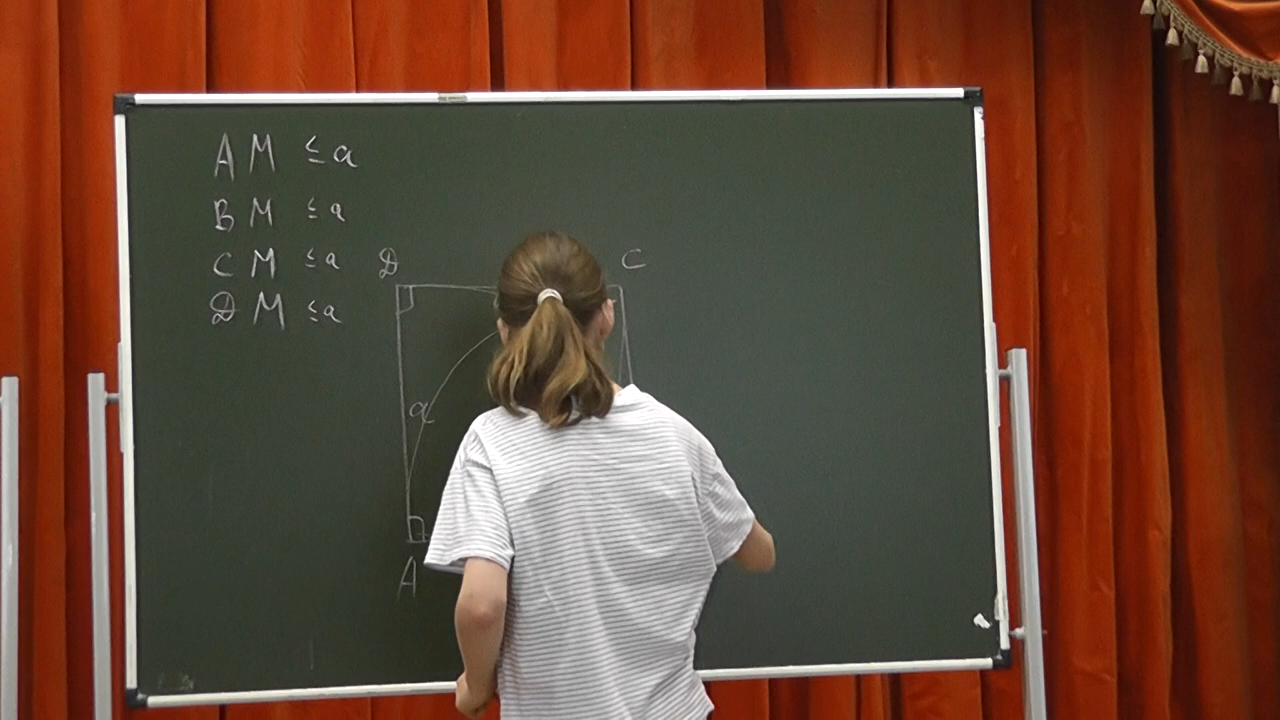 AM ≤ a
BM ≤ a
CM ≤ a
DM ≤ a
D C
a
A